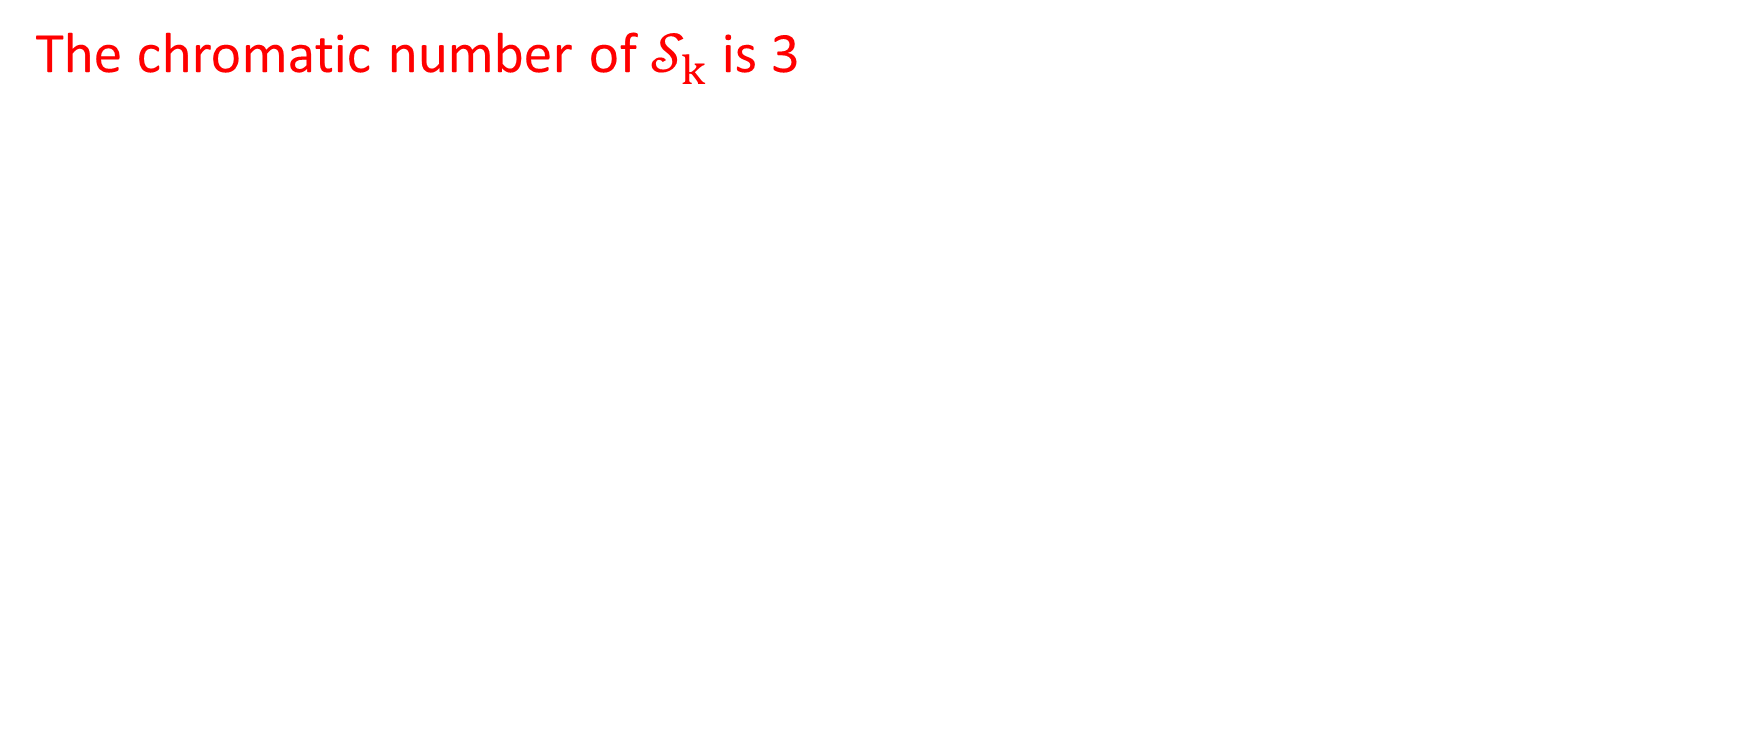 The chromatic number of 𝒮ₖ is 3